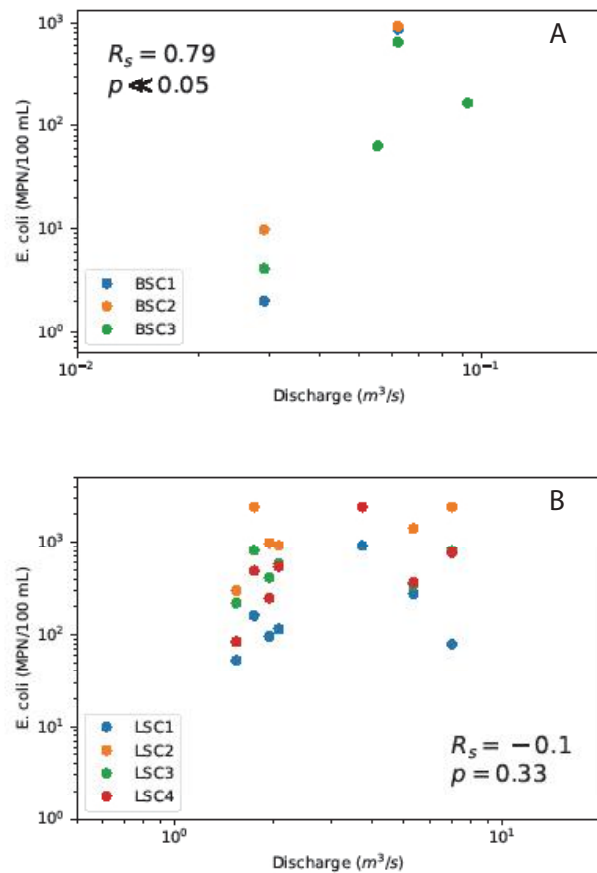 A
R_s = 0.79
p ≪ 0.05
10^3
10^2
10^1
10^0
E. coli (MPN/100 mL)
BSC1
BSC2
BSC3
10^-2
10^-1
Discharge (m^3/s)
B
10^3
10^2
10^1
10^0
E. coli (MPN/100 mL)
LSC1
LSC2
LSC3
LSC4
R_s = −0.1
p = 0.33
10^0
10^1
Discharge (m^3/s)